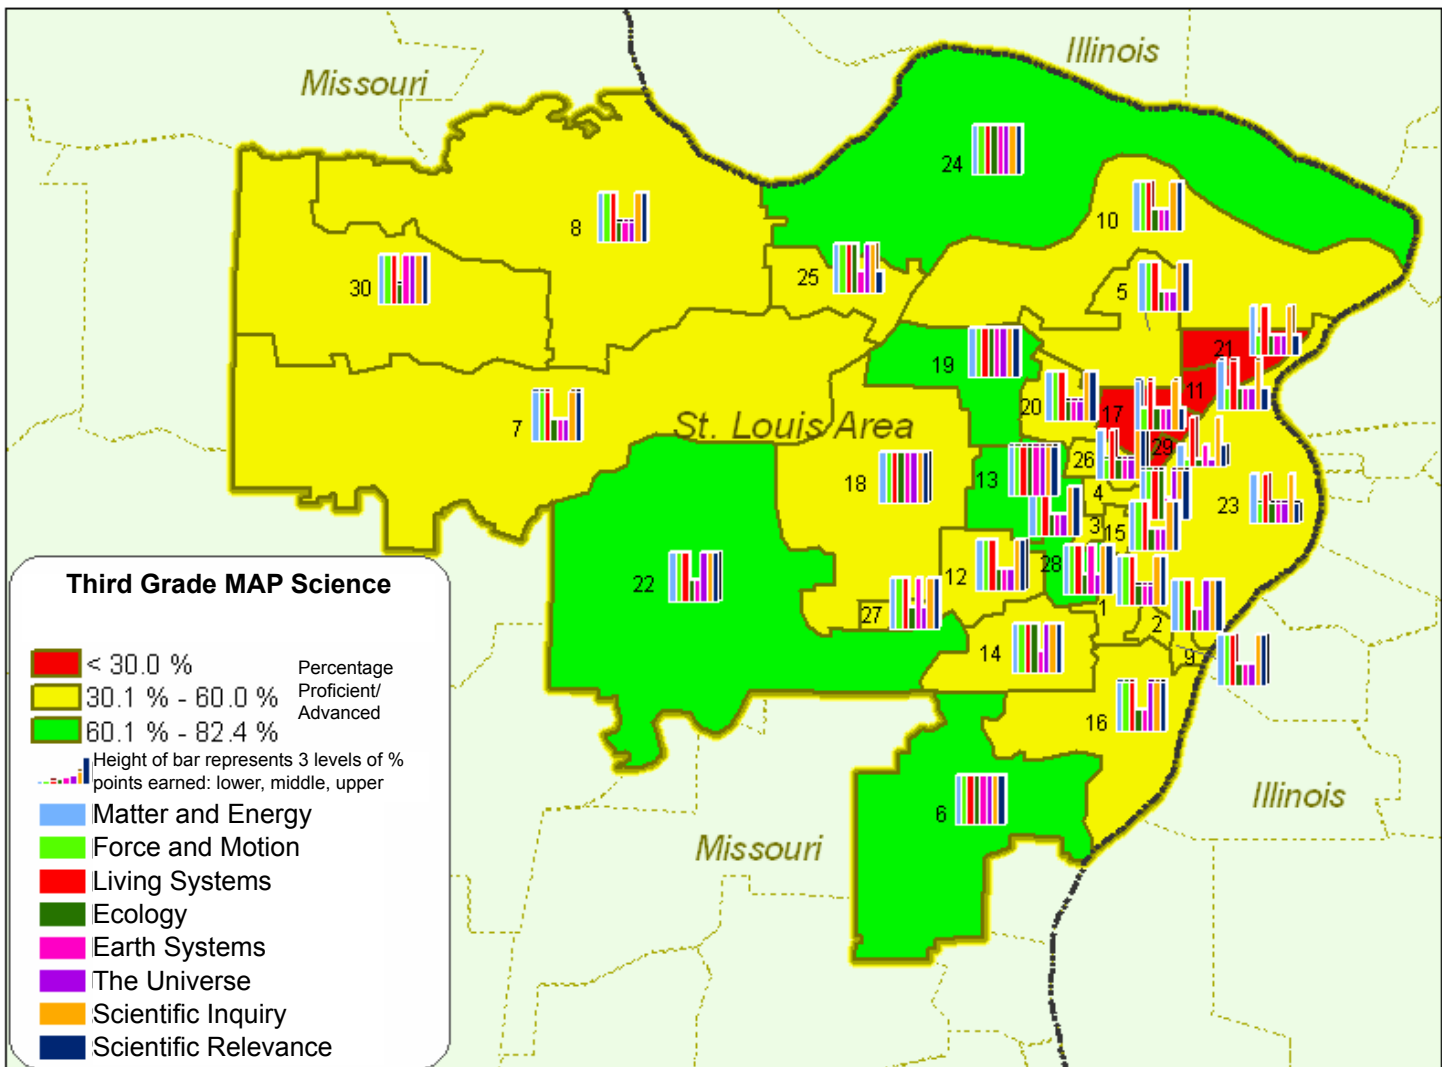 Illinois
Missouri
24
10
8
25
30
5
19
21
11
20
17
7
St. Louis Area
29
26
13
18
4
23
3
15
28
22
12
27
1
2
14
9
16
6
Illinois
Missouri
Third Grade MAP Science
< 30.0 %
30.1 % - 60.0 %
60.1 % - 82.4 %
Percentage
Proficient/
Advanced
Height of bar represents 3 levels of %
points earned: lower, middle, upper
Matter and Energy
Force and Motion
Living Systems
Ecology
Earth Systems
The Universe
Scientific Inquiry
Scientific Relevance